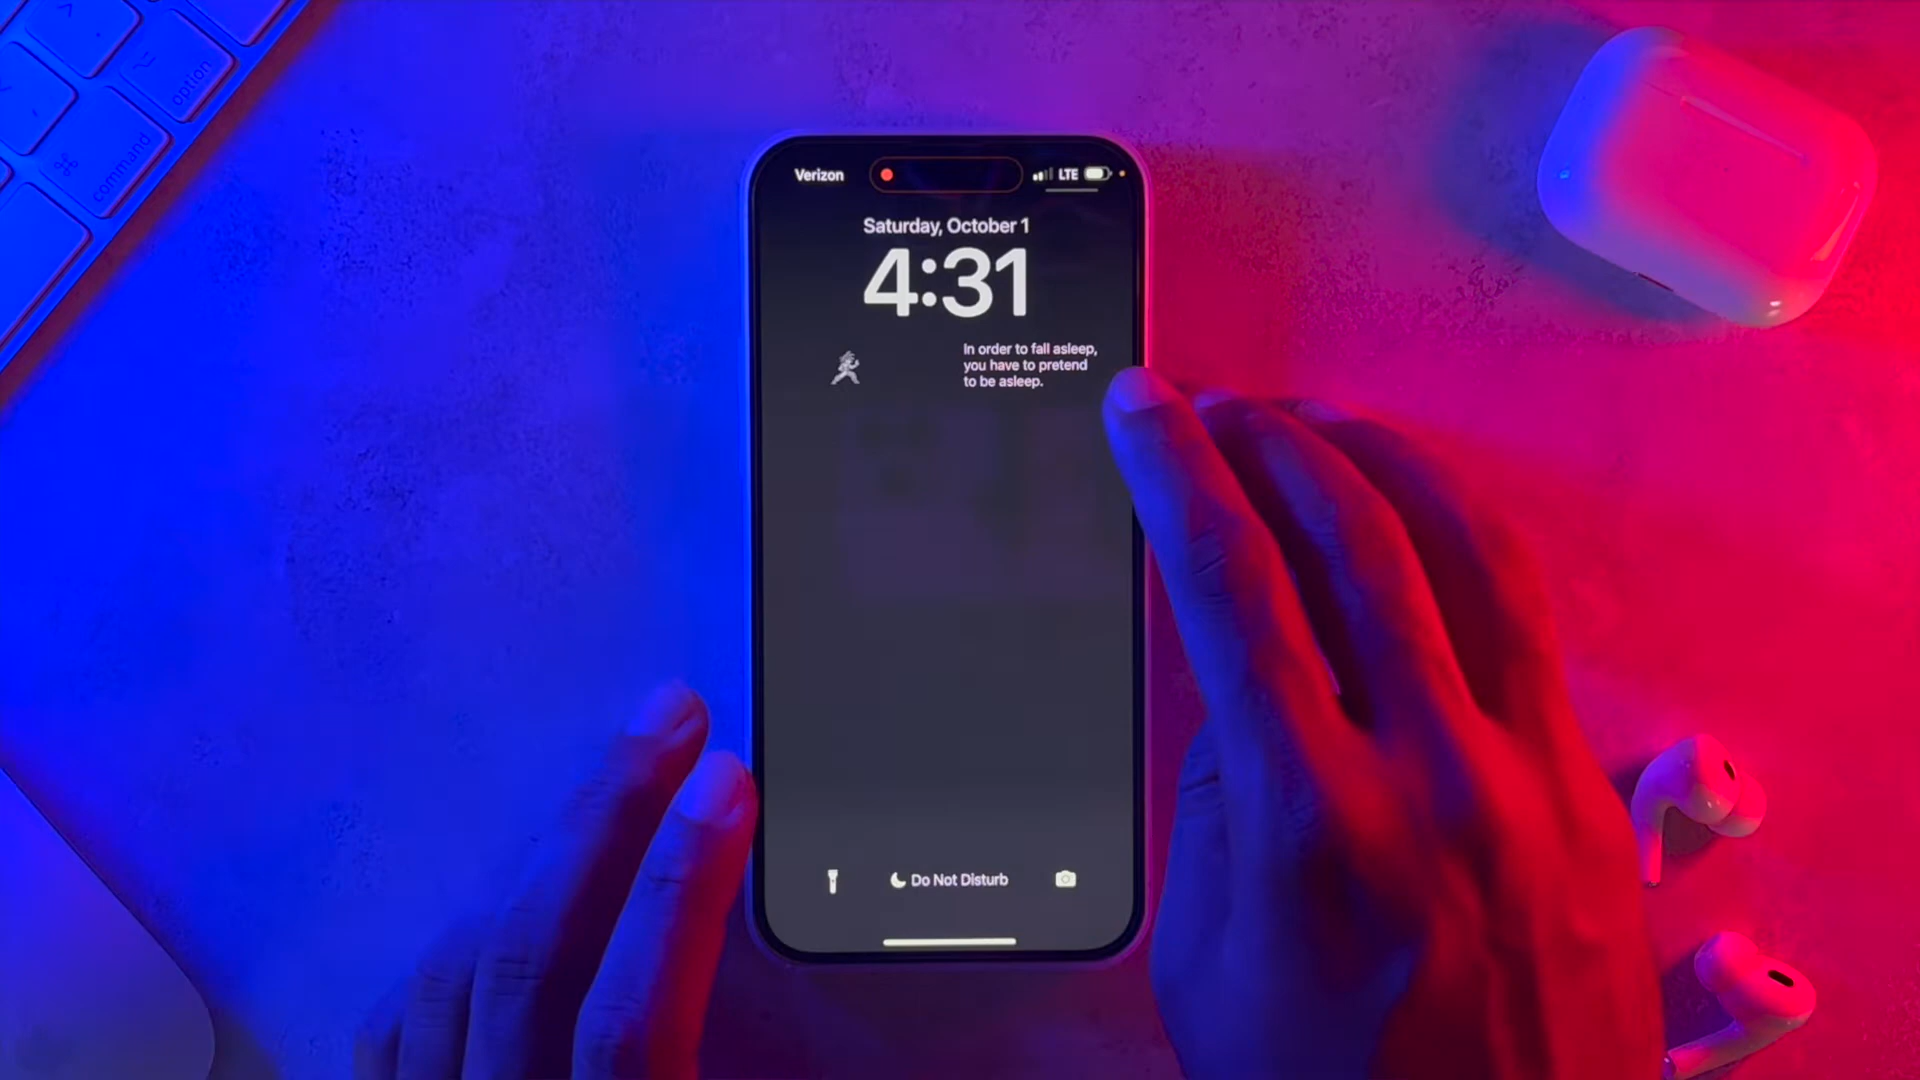 option
command
Verizon
LTE
Saturday, October 1
4:31
In order to fall asleep,
you have to pretend
to be asleep.
Do Not Disturb